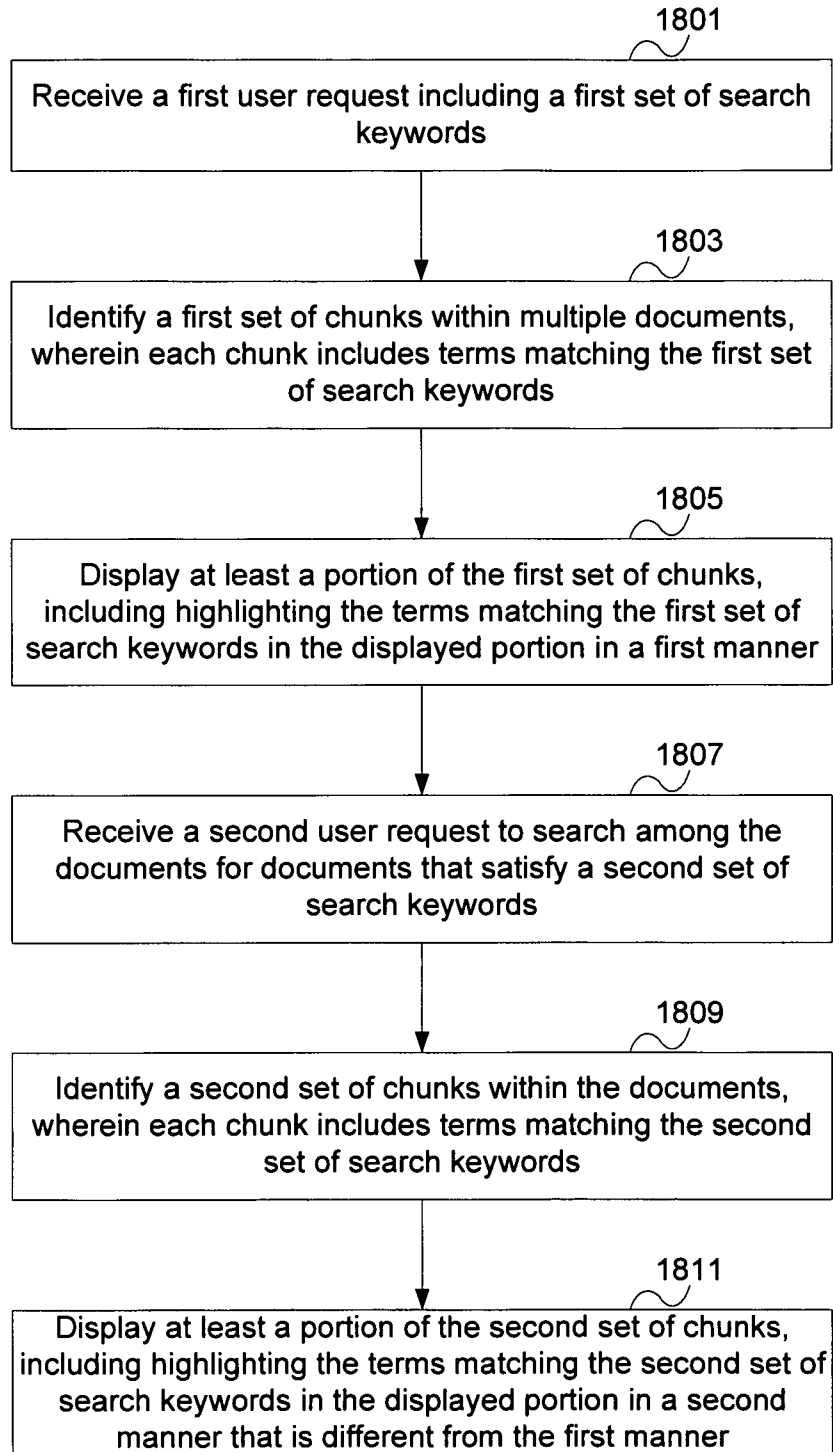 1801
Receive a first user request including a first set of search
keywords
1803
Identify a first set of chunks within multiple documents,
wherein each chunk includes terms matching the first set
of search keywords
1805
Display at least a portion of the first set of chunks,
including highlighting the terms matching the first set of
search keywords in the displayed portion in a first manner
1807
Receive a second user request to search among the
documents for documents that satisfy a second set of
search keywords
1809
Identify a second set of chunks within the documents,
wherein each chunk includes terms matching the second
set of search keywords
1811
Display at least a portion of the second set of chunks,
including highlighting the terms matching the second set of
search keywords in the displayed portion in a second
manner that is different from the first manner